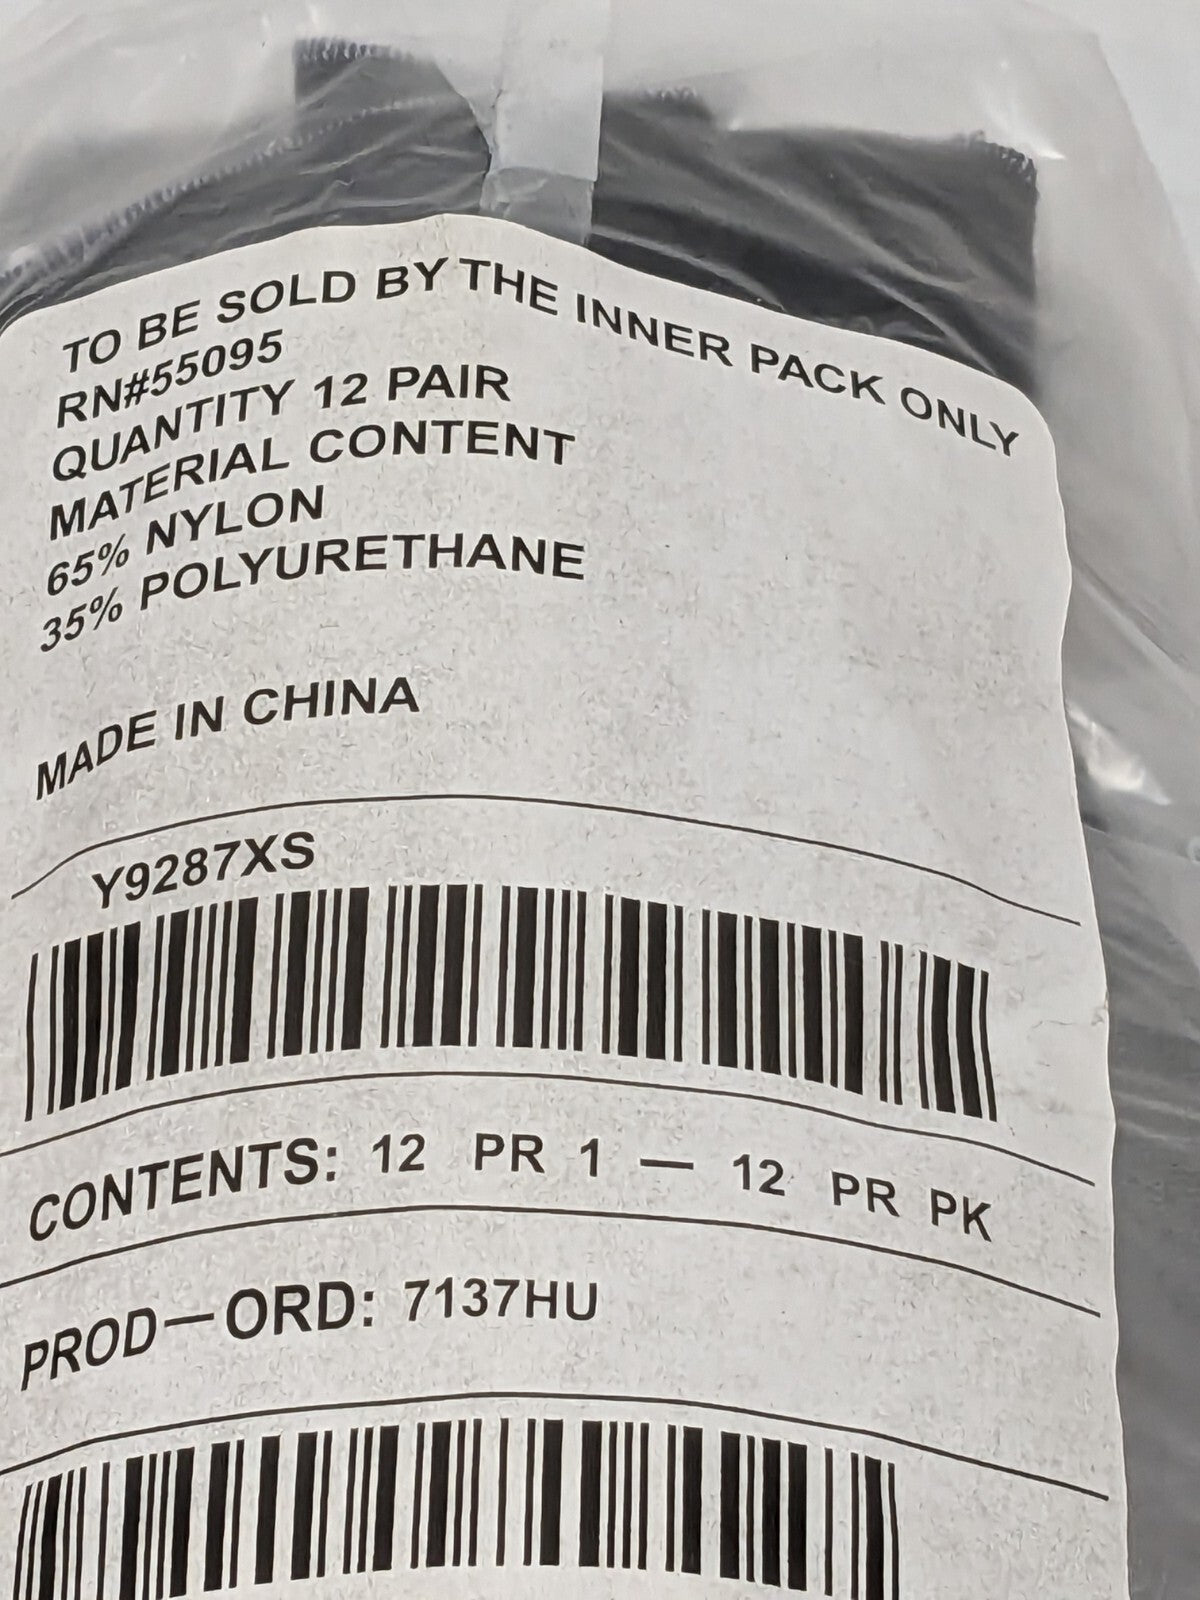 TO BE SOLD BY THE INNER PACK ONLY
RN#55095
QUANTITY 12 PAIR
MATERIAL CONTENT
65% NYLON
35% POLYURETHANE
MADE IN CHINA
Y9287XS
CONTENTS: 12 PR 1 — 12 PR PK
PROD—ORD: 7137HU